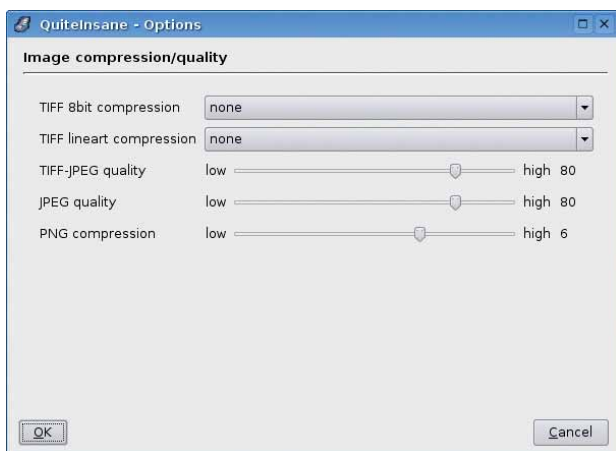 QuiteInsane - Options
Image compression/quality
TIFF 8bit compression none
TIFF lineart compression none
TIFF-JPEG quality low high 80
JPEG quality low high 80
PNG compression low high 6
OK Cancel